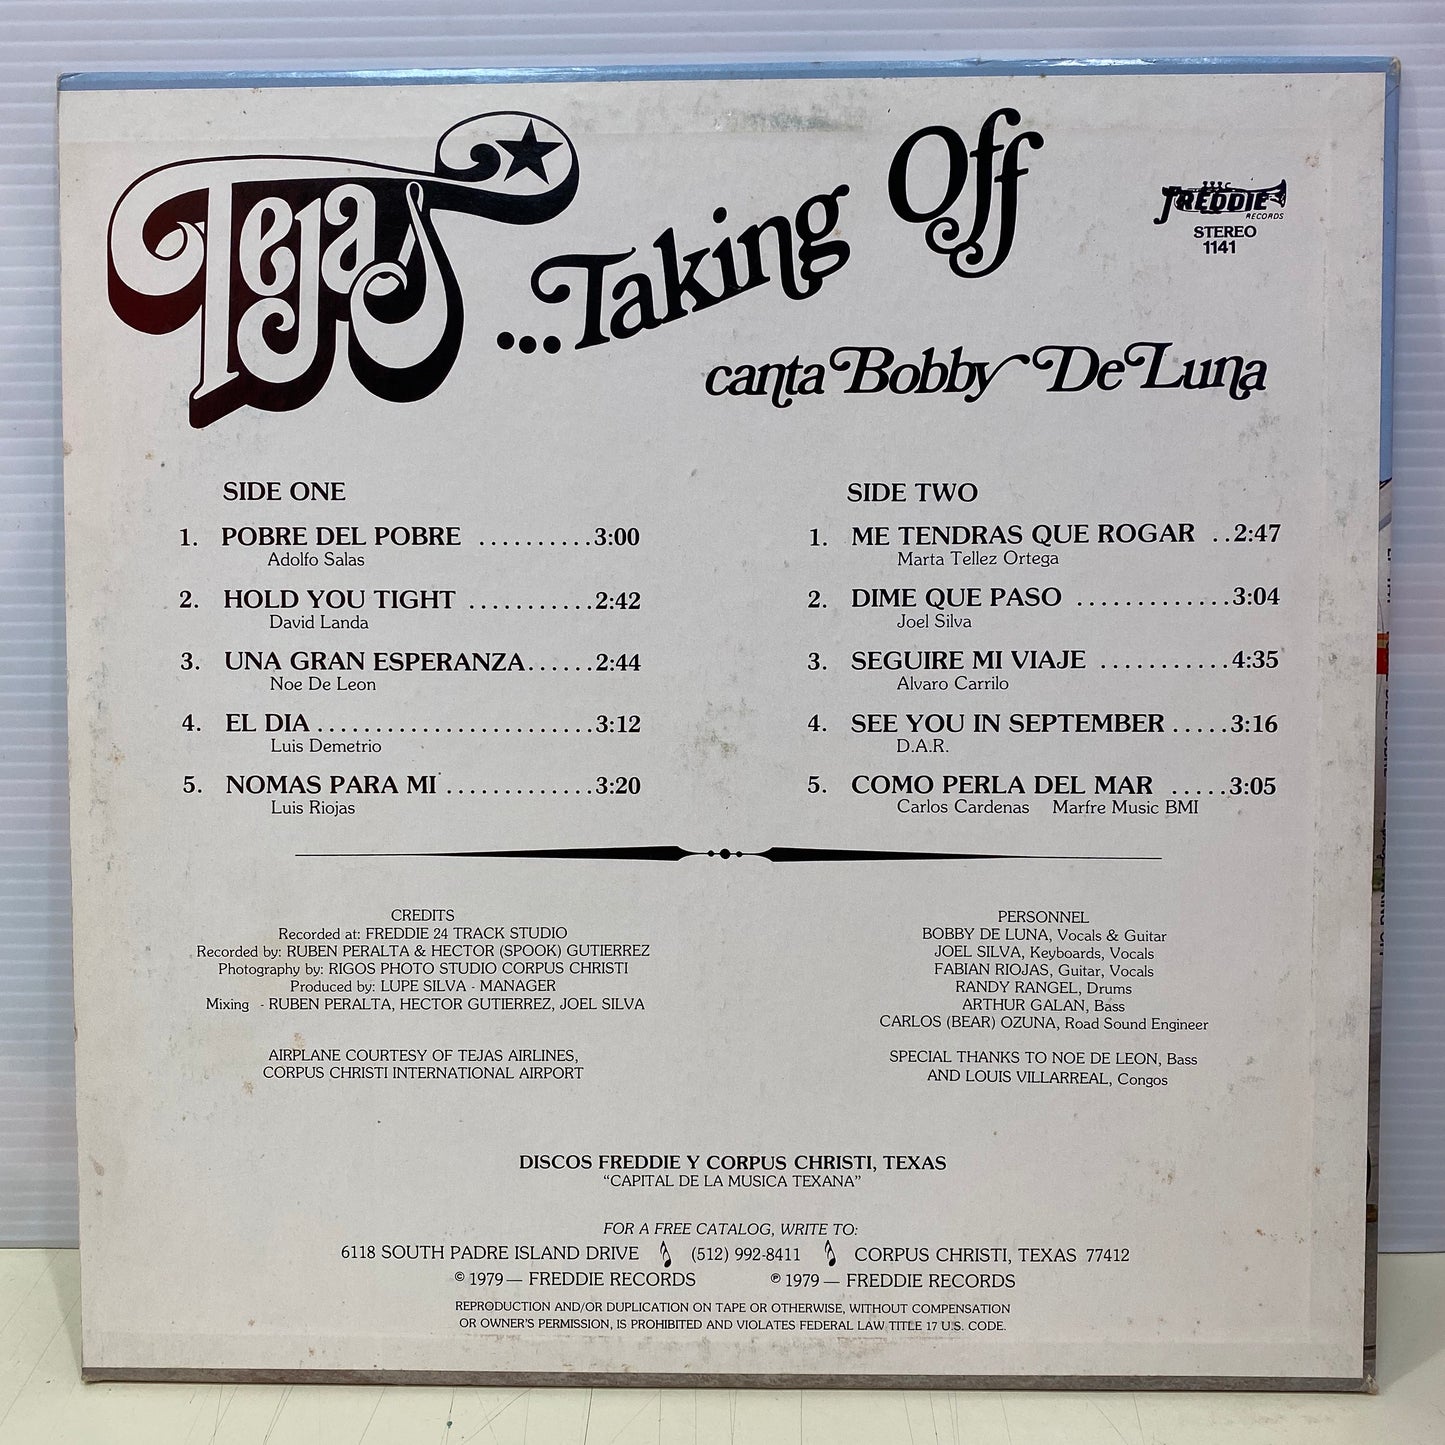 Tejas
...Taking Off
canta Bobby De Luna
FREDDIE
RECORDS
STEREO
1141
SIDE ONE
1. POBRE DEL POBRE ..........3:00
Adolfo Salas
2. HOLD YOU TIGHT ...........2:42
David Landa
3. UNA GRAN ESPERANZA......2:44
Noe De Leon
4. EL DIA ........................3:12
Luis Demetrio
5. NOMAS PARA MI .............3:20
Luis Riojas
SIDE TWO
1. ME TENDRAS QUE ROGAR ..2:47
Marta Tellez Ortega
2. DIME QUE PASO .............3:04
Joel Silva
3. SEGUIRE MI VIAJE ...........4:35
Alvaro Carrilo
4. SEE YOU IN SEPTEMBER .....3:16
D.A.R.
5. COMO PERLA DEL MAR .....3:05
Carlos Cardenas Marfre Music BMI
CREDITS
Recorded at: FREDDIE 24 TRACK STUDIO
Recorded by: RUBEN PERALTA & HECTOR (SPOOK) GUTIERREZ
Photography by: RIGOS PHOTO STUDIO CORPUS CHRISTI
Produced by: LUPE SILVA - MANAGER
Mixing - RUBEN PERALTA, HECTOR GUTIERREZ, JOEL SILVA
AIRPLANE COURTESY OF TEJAS AIRLINES,
CORPUS CHRISTI INTERNATIONAL AIRPORT
PERSONNEL
BOBBY DE LUNA, Vocals & Guitar
JOEL SILVA, Keyboards, Vocals
FABIAN RIOJAS, Guitar, Vocals
RANDY RANGEL, Drums
ARTHUR GALAN, Bass
CARLOS (BEAR) OZUNA, Road Sound Engineer
SPECIAL THANKS TO NOE DE LEON, Bass
AND LOUIS VILLARREAL, Congos
DISCOS FREDDIE Y CORPUS CHRISTI, TEXAS
"CAPITAL DE LA MUSICA TEXANA"
FOR A FREE CATALOG, WRITE TO:
6118 SOUTH PADRE ISLAND DRIVE (512) 992-8411 CORPUS CHRISTI, TEXAS 77412
© 1979 — FREDDIE RECORDS ℗ 1979 — FREDDIE RECORDS
REPRODUCTION AND/OR DUPLICATION ON TAPE OR OTHERWISE, WITHOUT COMPENSATION
OR OWNER'S PERMISSION, IS PROHIBITED AND VIOLATES FEDERAL LAW TITLE 17 U.S. CODE.